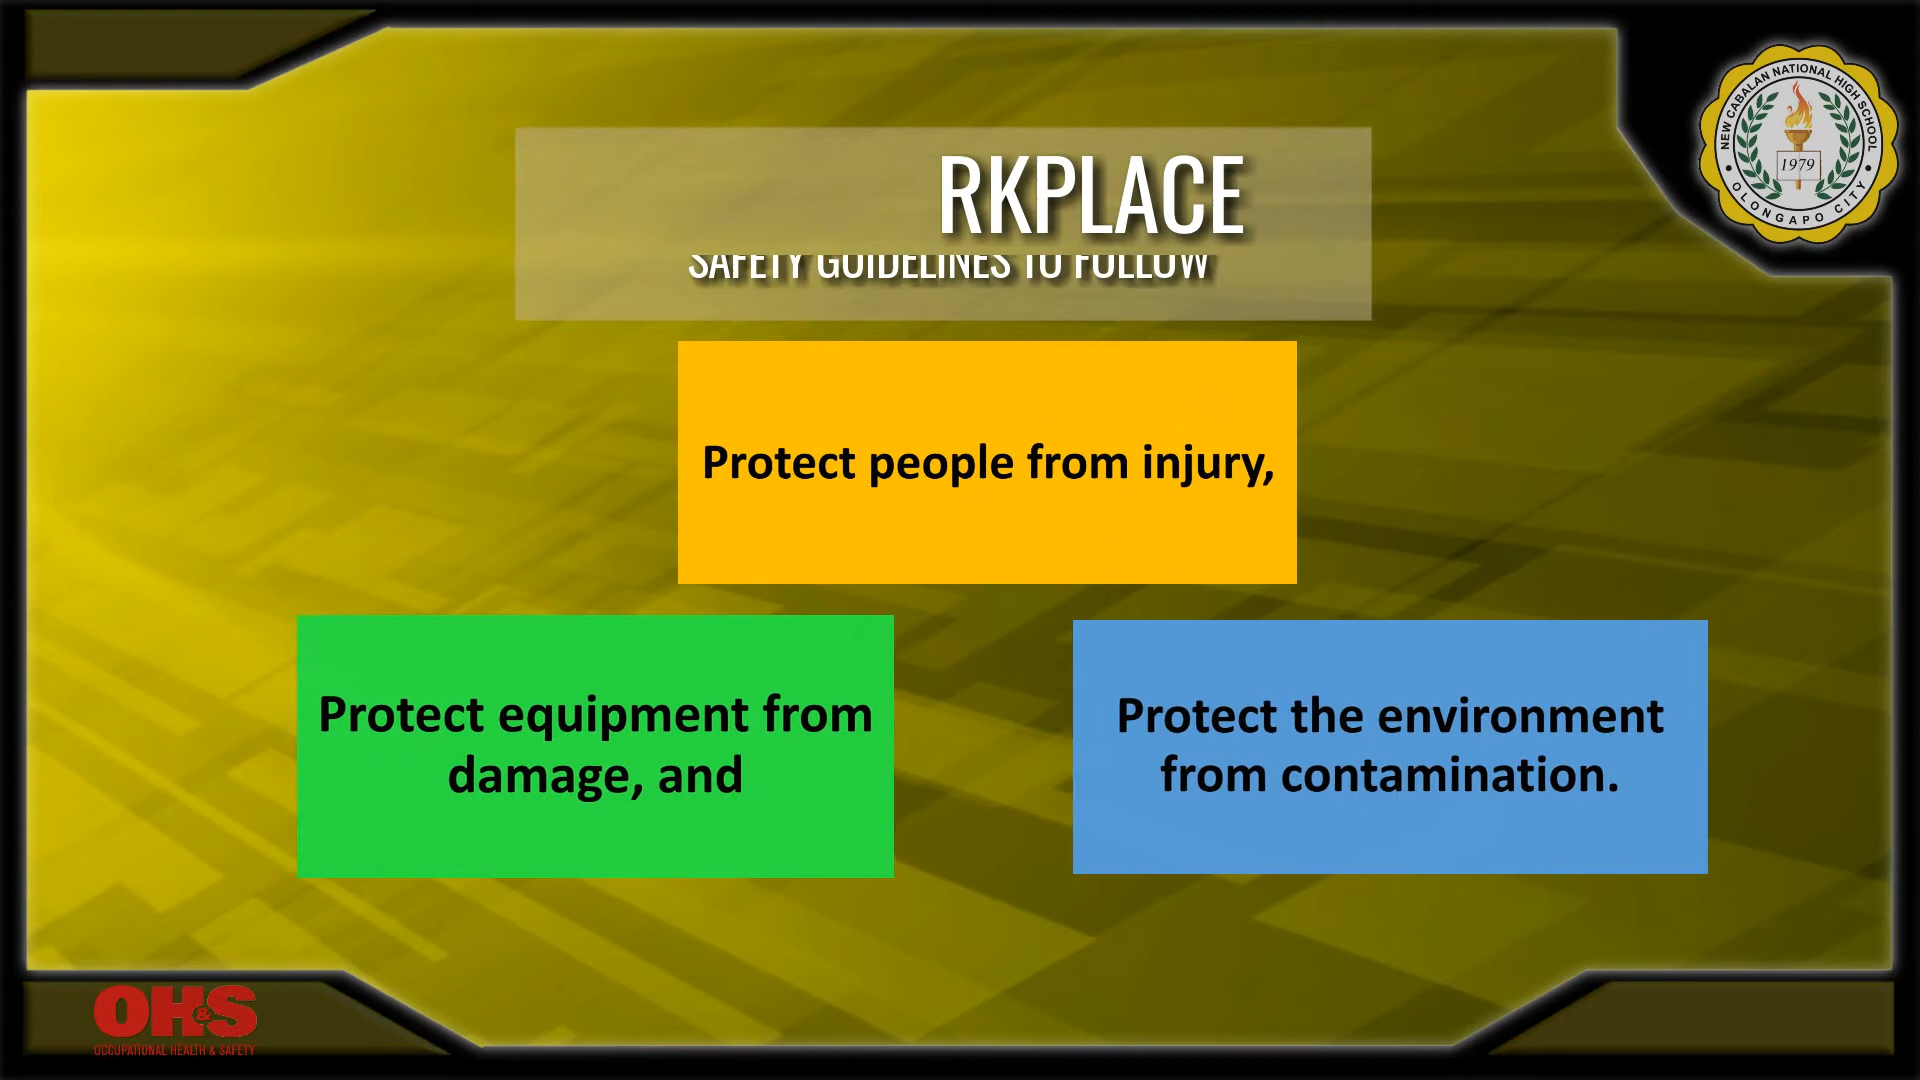 RKPLACE
SAFETY GUIDELINES TO FOLLOW
Protect people from injury,
Protect equipment from
damage, and
Protect the environment
from contamination.
NEW CABALAN NATIONAL HIGH SCHOOL
1979
• OLONGAPO CITY •
OH&S
OCCUPATIONAL HEALTH & SAFETY